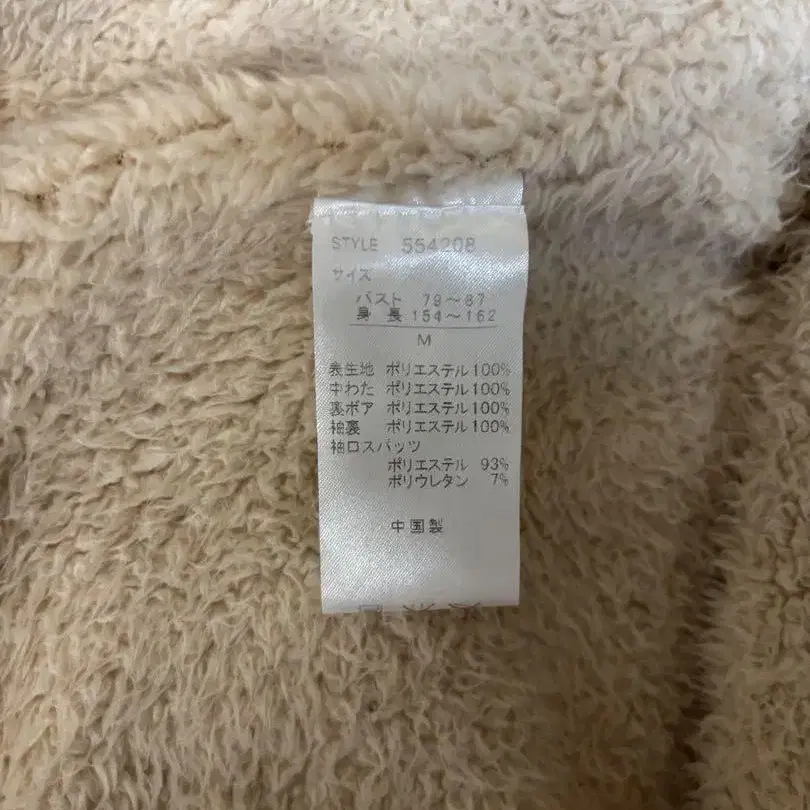 STYLE 554208
サイズ
バスト 79〜87
身長 154〜162
M
表生地 ポリエステル100%
中わた ポリエステル100%
裏ボア ポリエステル100%
袖裏 ポリエステル100%
袖口スパッツ
ポリエステル 93%
ポリウレタン 7%
中国製